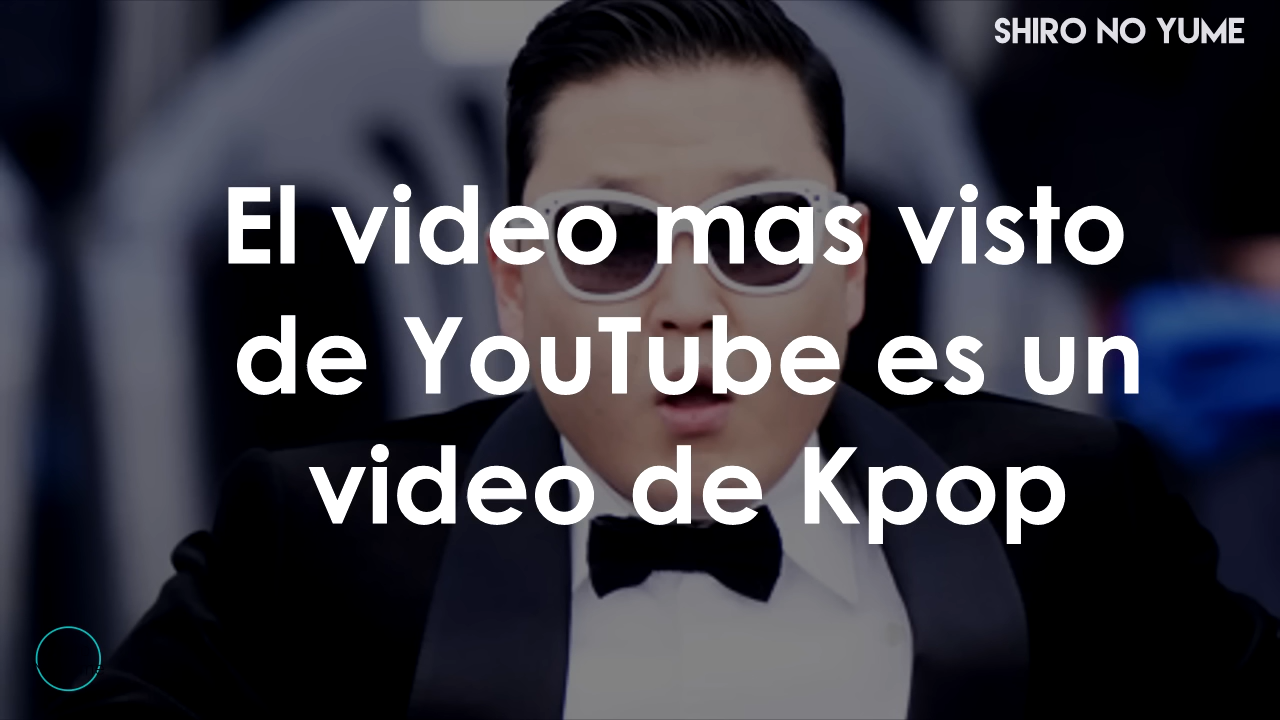 SHIRO NO YUME
El video mas visto
de YouTube es un
video de Kpop